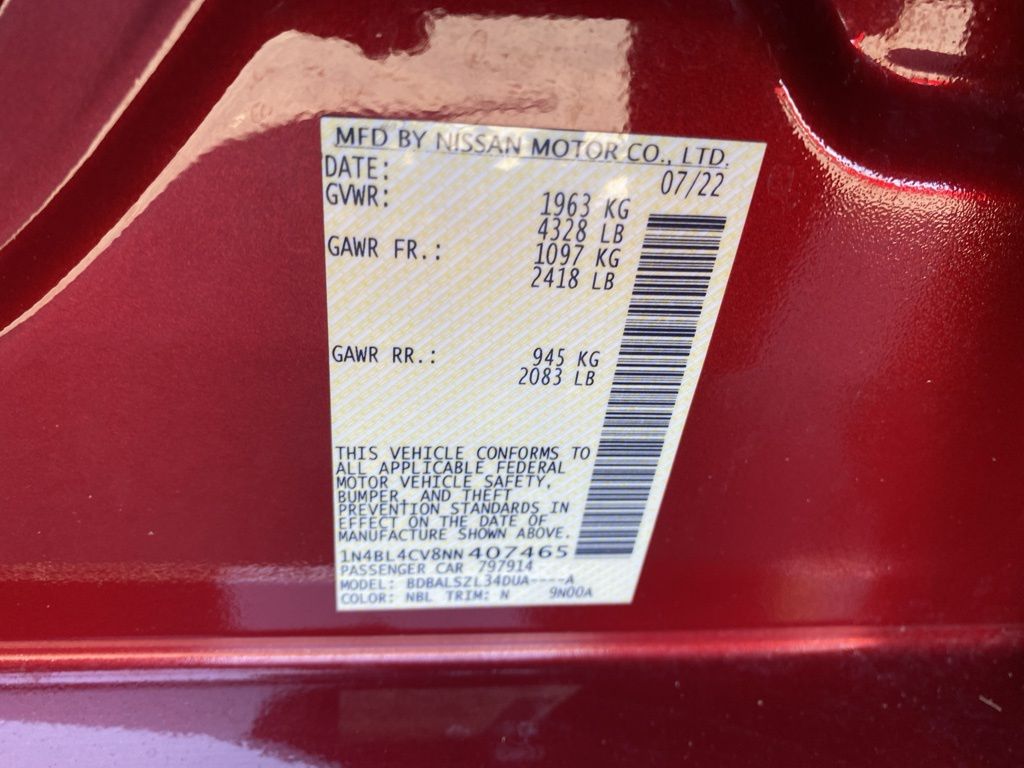 MFD BY NISSAN MOTOR CO., LTD.
DATE: 07/22
GVWR: 1963 KG
4328 LB
GAWR FR.: 1097 KG
2418 LB
GAWR RR.: 945 KG
2083 LB
THIS VEHICLE CONFORMS TO
ALL APPLICABLE FEDERAL
MOTOR VEHICLE SAFETY,
BUMPER, AND THEFT
PREVENTION STANDARDS IN
EFFECT ON THE DATE OF
MANUFACTURE SHOWN ABOVE.
1N4BL4CV8NN407465
PASSENGER CAR 797914
MODEL: BDBALSZL34DUA----A
COLOR: NBL TRIM: N 9N00A